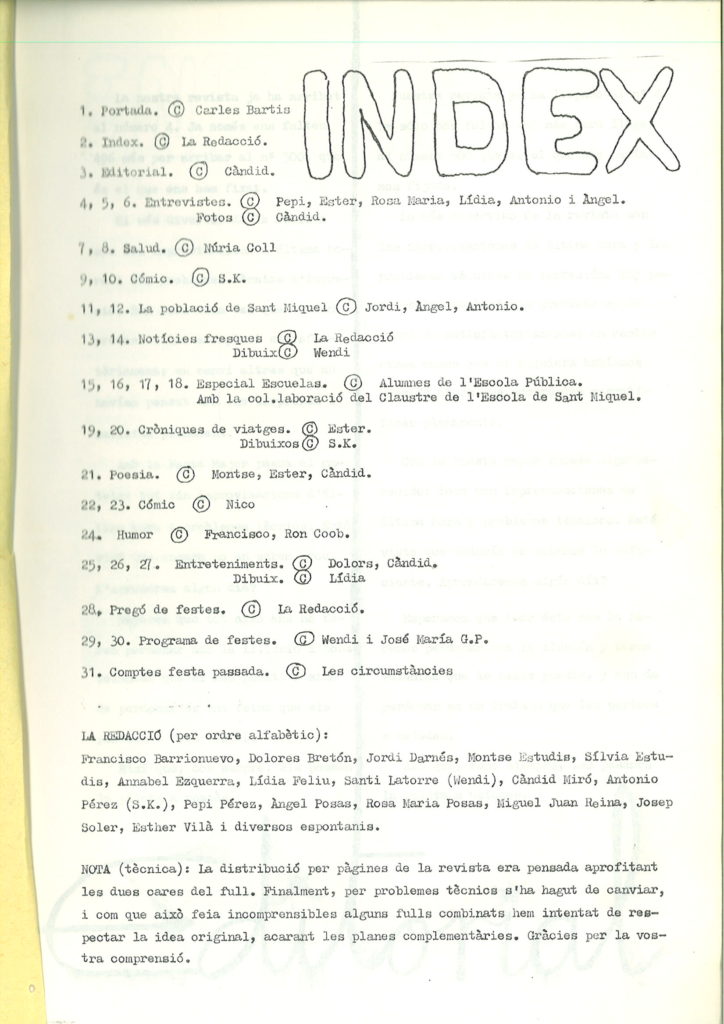 INDEX
1. Portada. © Carles Bartis
2. Index. © La Redacció.
3. Editorial. © Càndid.
4, 5, 6. Entrevistes. © Pepi, Ester, Rosa Maria, Lídia, Antonio i Àngel.
Fotos © Càndid.
7, 8. Salud. © Núria Coll
9, 10. Cómic. © S.K.
11, 12. La població de Sant Miquel © Jordi, Àngel, Antonio.
13, 14. Notícies fresques © La Redacció
Dibuix © Wendi
15, 16, 17, 18. Especial Escuelas. © Alumnes de l'Escola Pública.
Amb la col.laboració del Claustre de l'Escola de Sant Miquel.
19, 20. Cròniques de viatges. © Ester.
Dibuixos © S.K.
21. Poesia. © Montse, Ester, Càndid.
22, 23. Cómic © Nico
24. Humor © Francisco, Ron Coob.
25, 26, 27. Entreteniments. © Dolors, Càndid.
Dibuix. © Lídia
28. Pregó de festes. © La Redacció.
29, 30. Programa de festes. © Wendi i José María G.P.
31. Comptes festa passada. © Les circumstàncies
LA REDACCIÓ (per ordre alfabètic):
Francisco Barrionuevo, Dolores Bretón, Jordi Darnés, Montse Estudis, Sílvia Estu-
dis, Annabel Ezquerra, Lídia Feliu, Santi Latorre (Wendi), Càndid Miró, Antonio
Pérez (S.K.), Pepi Pérez, Àngel Posas, Rosa Maria Posas, Miguel Juan Reina, Josep
Soler, Esther Vilà i diversos espontanis.
NOTA (tècnica): La distribució per pàgines de la revista era pensada aprofitant
les dues cares del full. Finalment, per problemes tècnics s'ha hagut de canviar,
i com que això feia incomprensibles alguns fulls combinats hem intentat de res-
pectar la idea original, acarant les planes complementàries. Gràcies per la vos-
tra comprensió.